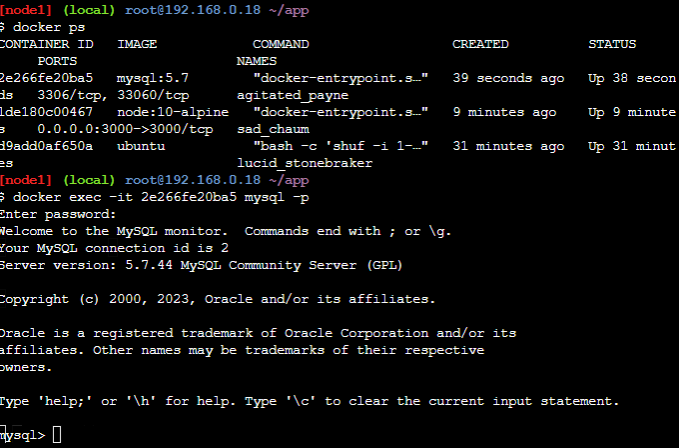 [node1] (local) root@192.168.0.18 ~/app
$ docker ps
CONTAINER ID   IMAGE            COMMAND                  CREATED          STATUS
     PORTS                    NAMES
2e266fe20ba5   mysql:5.7        "docker-entrypoint.s…"   39 seconds ago   Up 38 secon
ds   3306/tcp, 33060/tcp      agitated_payne
1de180c00467   node:10-alpine   "docker-entrypoint.s…"   9 minutes ago    Up 9 minute
s    0.0.0.0:3000->3000/tcp   sad_chaum
d9add0af650a   ubuntu           "bash -c 'shuf -i 1-…"   31 minutes ago   Up 31 minut
es                            lucid_stonebraker
[node1] (local) root@192.168.0.18 ~/app
$ docker exec -it 2e266fe20ba5 mysql -p
Enter password:
Welcome to the MySQL monitor.  Commands end with ; or \g.
Your MySQL connection id is 2
Server version: 5.7.44 MySQL Community Server (GPL)
Copyright (c) 2000, 2023, Oracle and/or its affiliates.
Oracle is a registered trademark of Oracle Corporation and/or its
affiliates. Other names may be trademarks of their respective
owners.
Type 'help;' or '\h' for help. Type '\c' to clear the current input statement.
mysql>